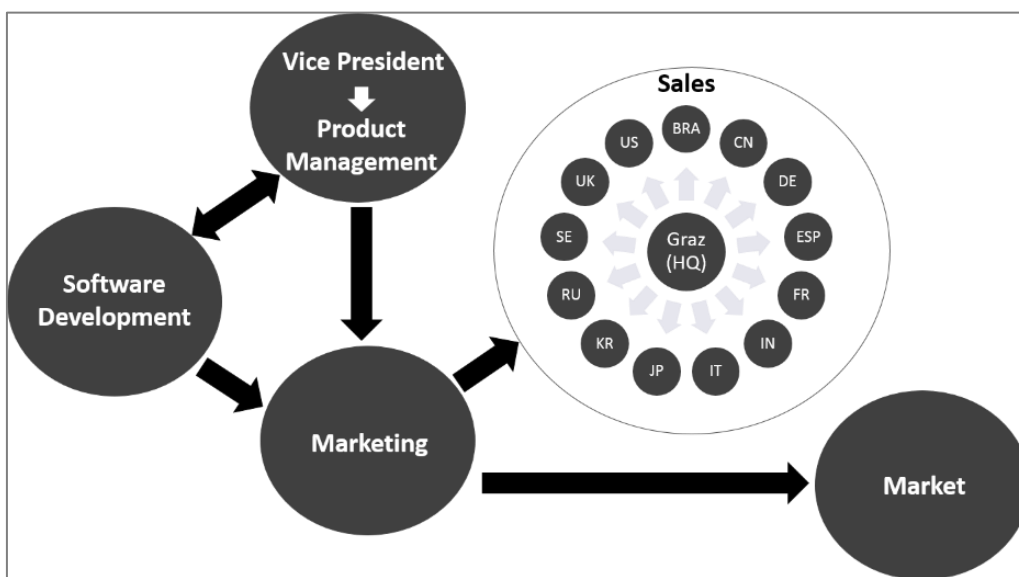 Vice President
Product
Management
Software
Development
Marketing
Sales
BRA
CN
DE
ESP
FR
IN
IT
JP
KR
RU
SE
UK
US
Graz
(HQ)
Market